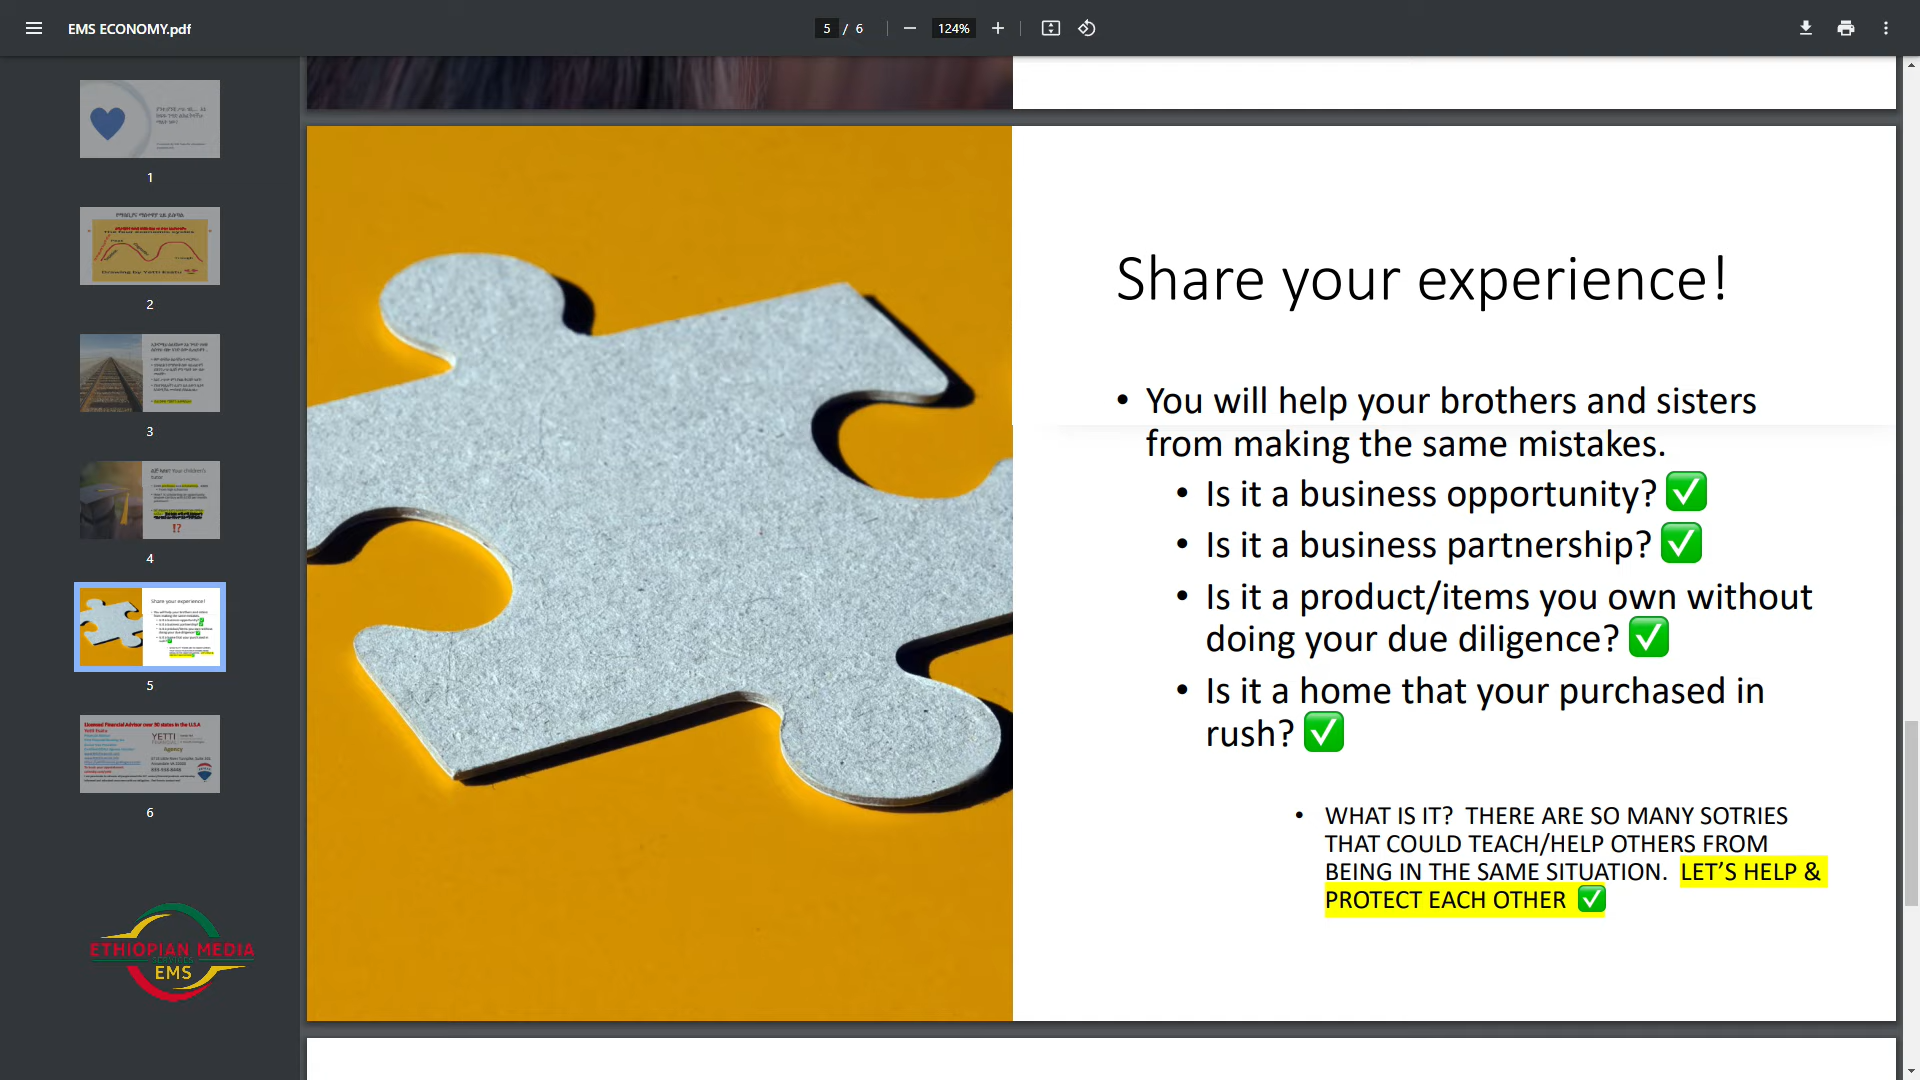 EMS ECONOMY.pdf
5 / 6
124%
1
2
3
4
5
6
Share your experience!
• You will help your brothers and sisters
from making the same mistakes.
• Is it a business opportunity? ✅
• Is it a business partnership? ✅
• Is it a product/items you own without
doing your due diligence? ✅
• Is it a home that your purchased in
rush? ✅
• WHAT IS IT?  THERE ARE SO MANY SOTRIES
THAT COULD TEACH/HELP OTHERS FROM
BEING IN THE SAME SITUATION.  LET’S HELP &
PROTECT EACH OTHER ✅
ETHIOPIAN MEDIA
SERVICES
EMS